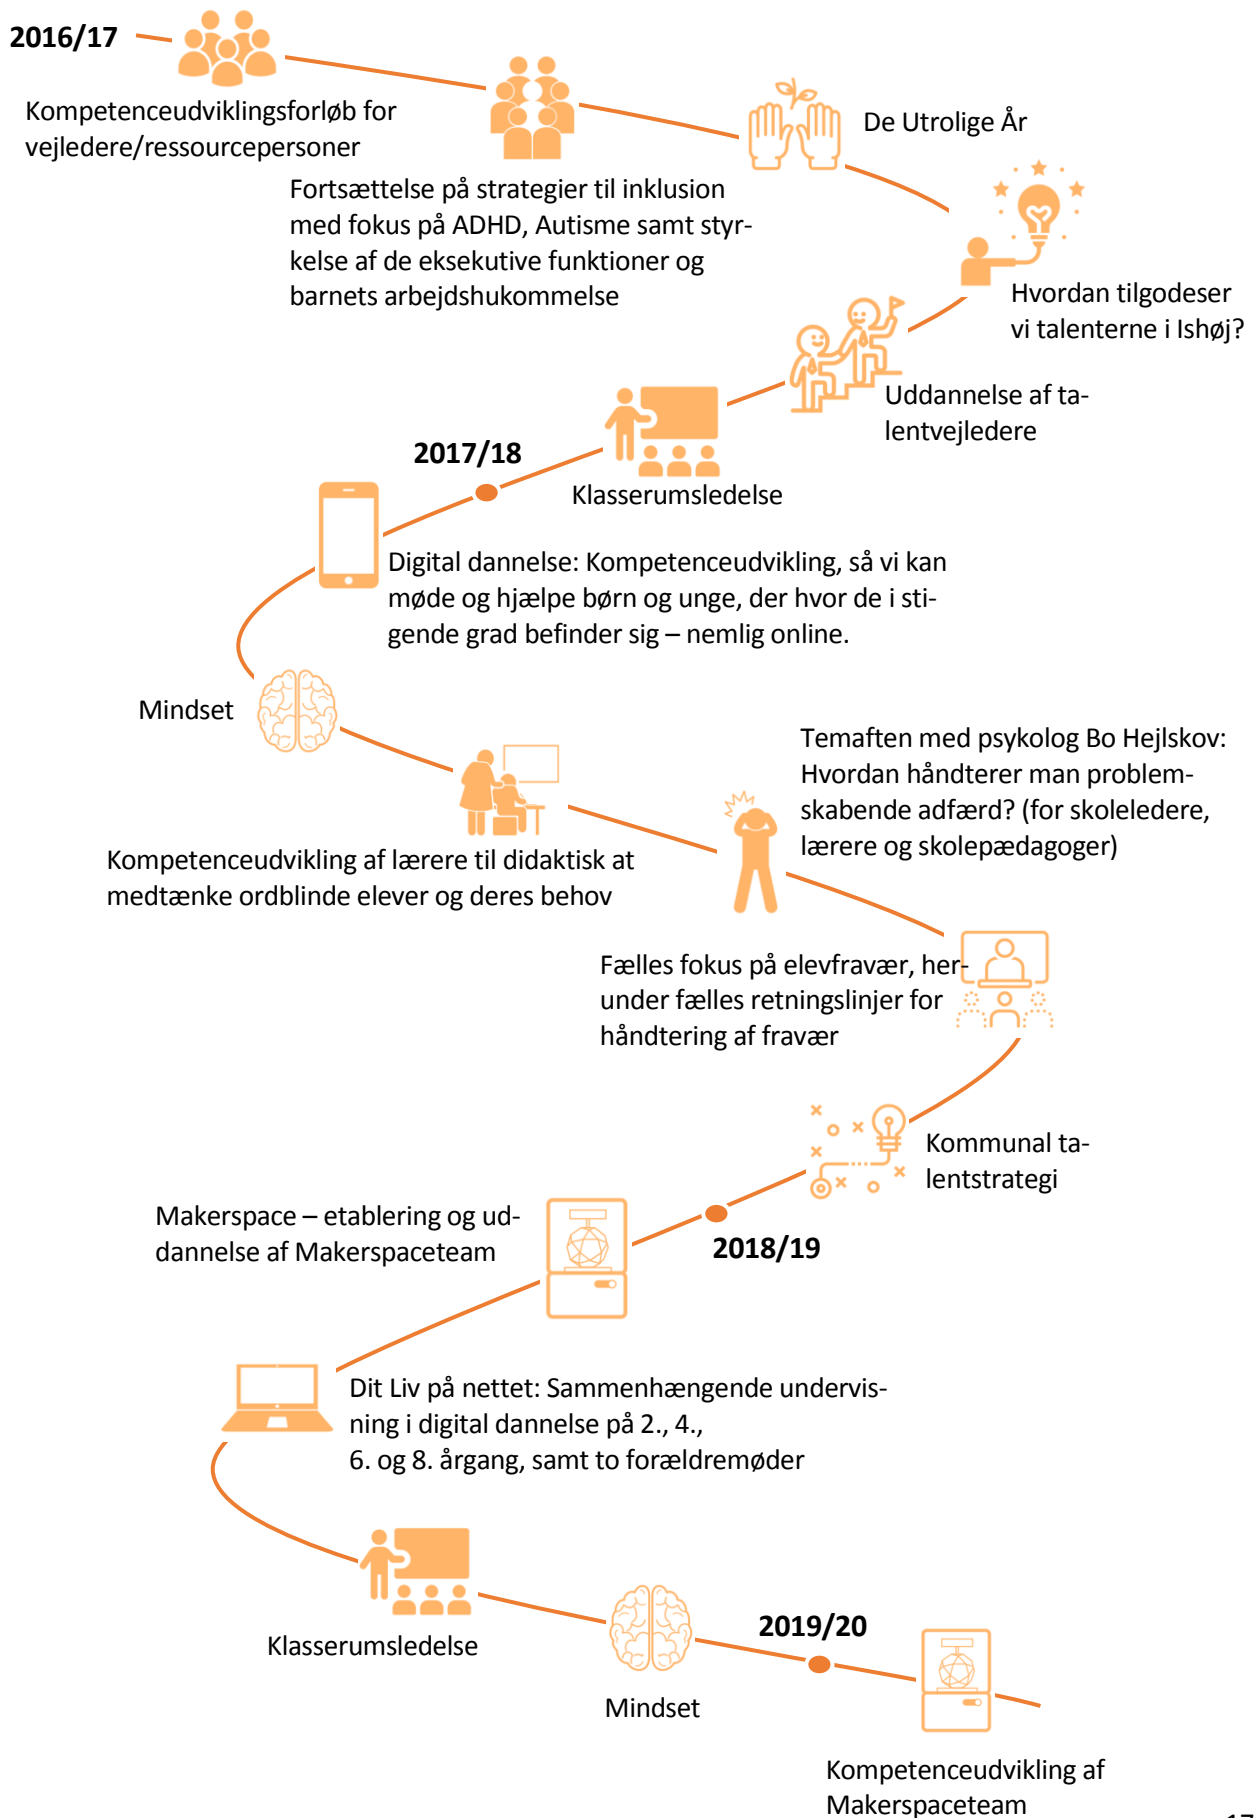 2016/17
Kompetenceudviklingsforløb for
vejledere/ressourcepersoner
Fortsættelse på strategier til inklusion
med fokus på ADHD, Autisme samt styr-
kelse af de eksekutive funktioner og
barnets arbejdshukommelse
De Utrolige År
Hvordan tilgodeser
vi talenterne i Ishøj?
Uddannelse af ta-
lentvejledere
Klasserumsledelse
2017/18
Digital dannelse: Kompetenceudvikling, så vi kan
møde og hjælpe børn og unge, der hvor de i sti-
gende grad befinder sig – nemlig online.
Mindset
Kompetenceudvikling af lærere til didaktisk at
medtænke ordblinde elever og deres behov
Temaften med psykolog Bo Hejlskov:
Hvordan håndterer man problem-
skabende adfærd? (for skoleledere,
lærere og skolepædagoger)
Fælles fokus på elevfravær, her-
under fælles retningslinjer for
håndtering af fravær
Kommunal ta-
lentstrategi
2018/19
Makerspace – etablering og ud-
dannelse af Makerspaceteam
Dit Liv på nettet: Sammenhængende undervis-
ning i digital dannelse på 2., 4.,
6. og 8. årgang, samt to forældremøder
Klasserumsledelse
Mindset
2019/20
Kompetenceudvikling af
Makerspaceteam
17